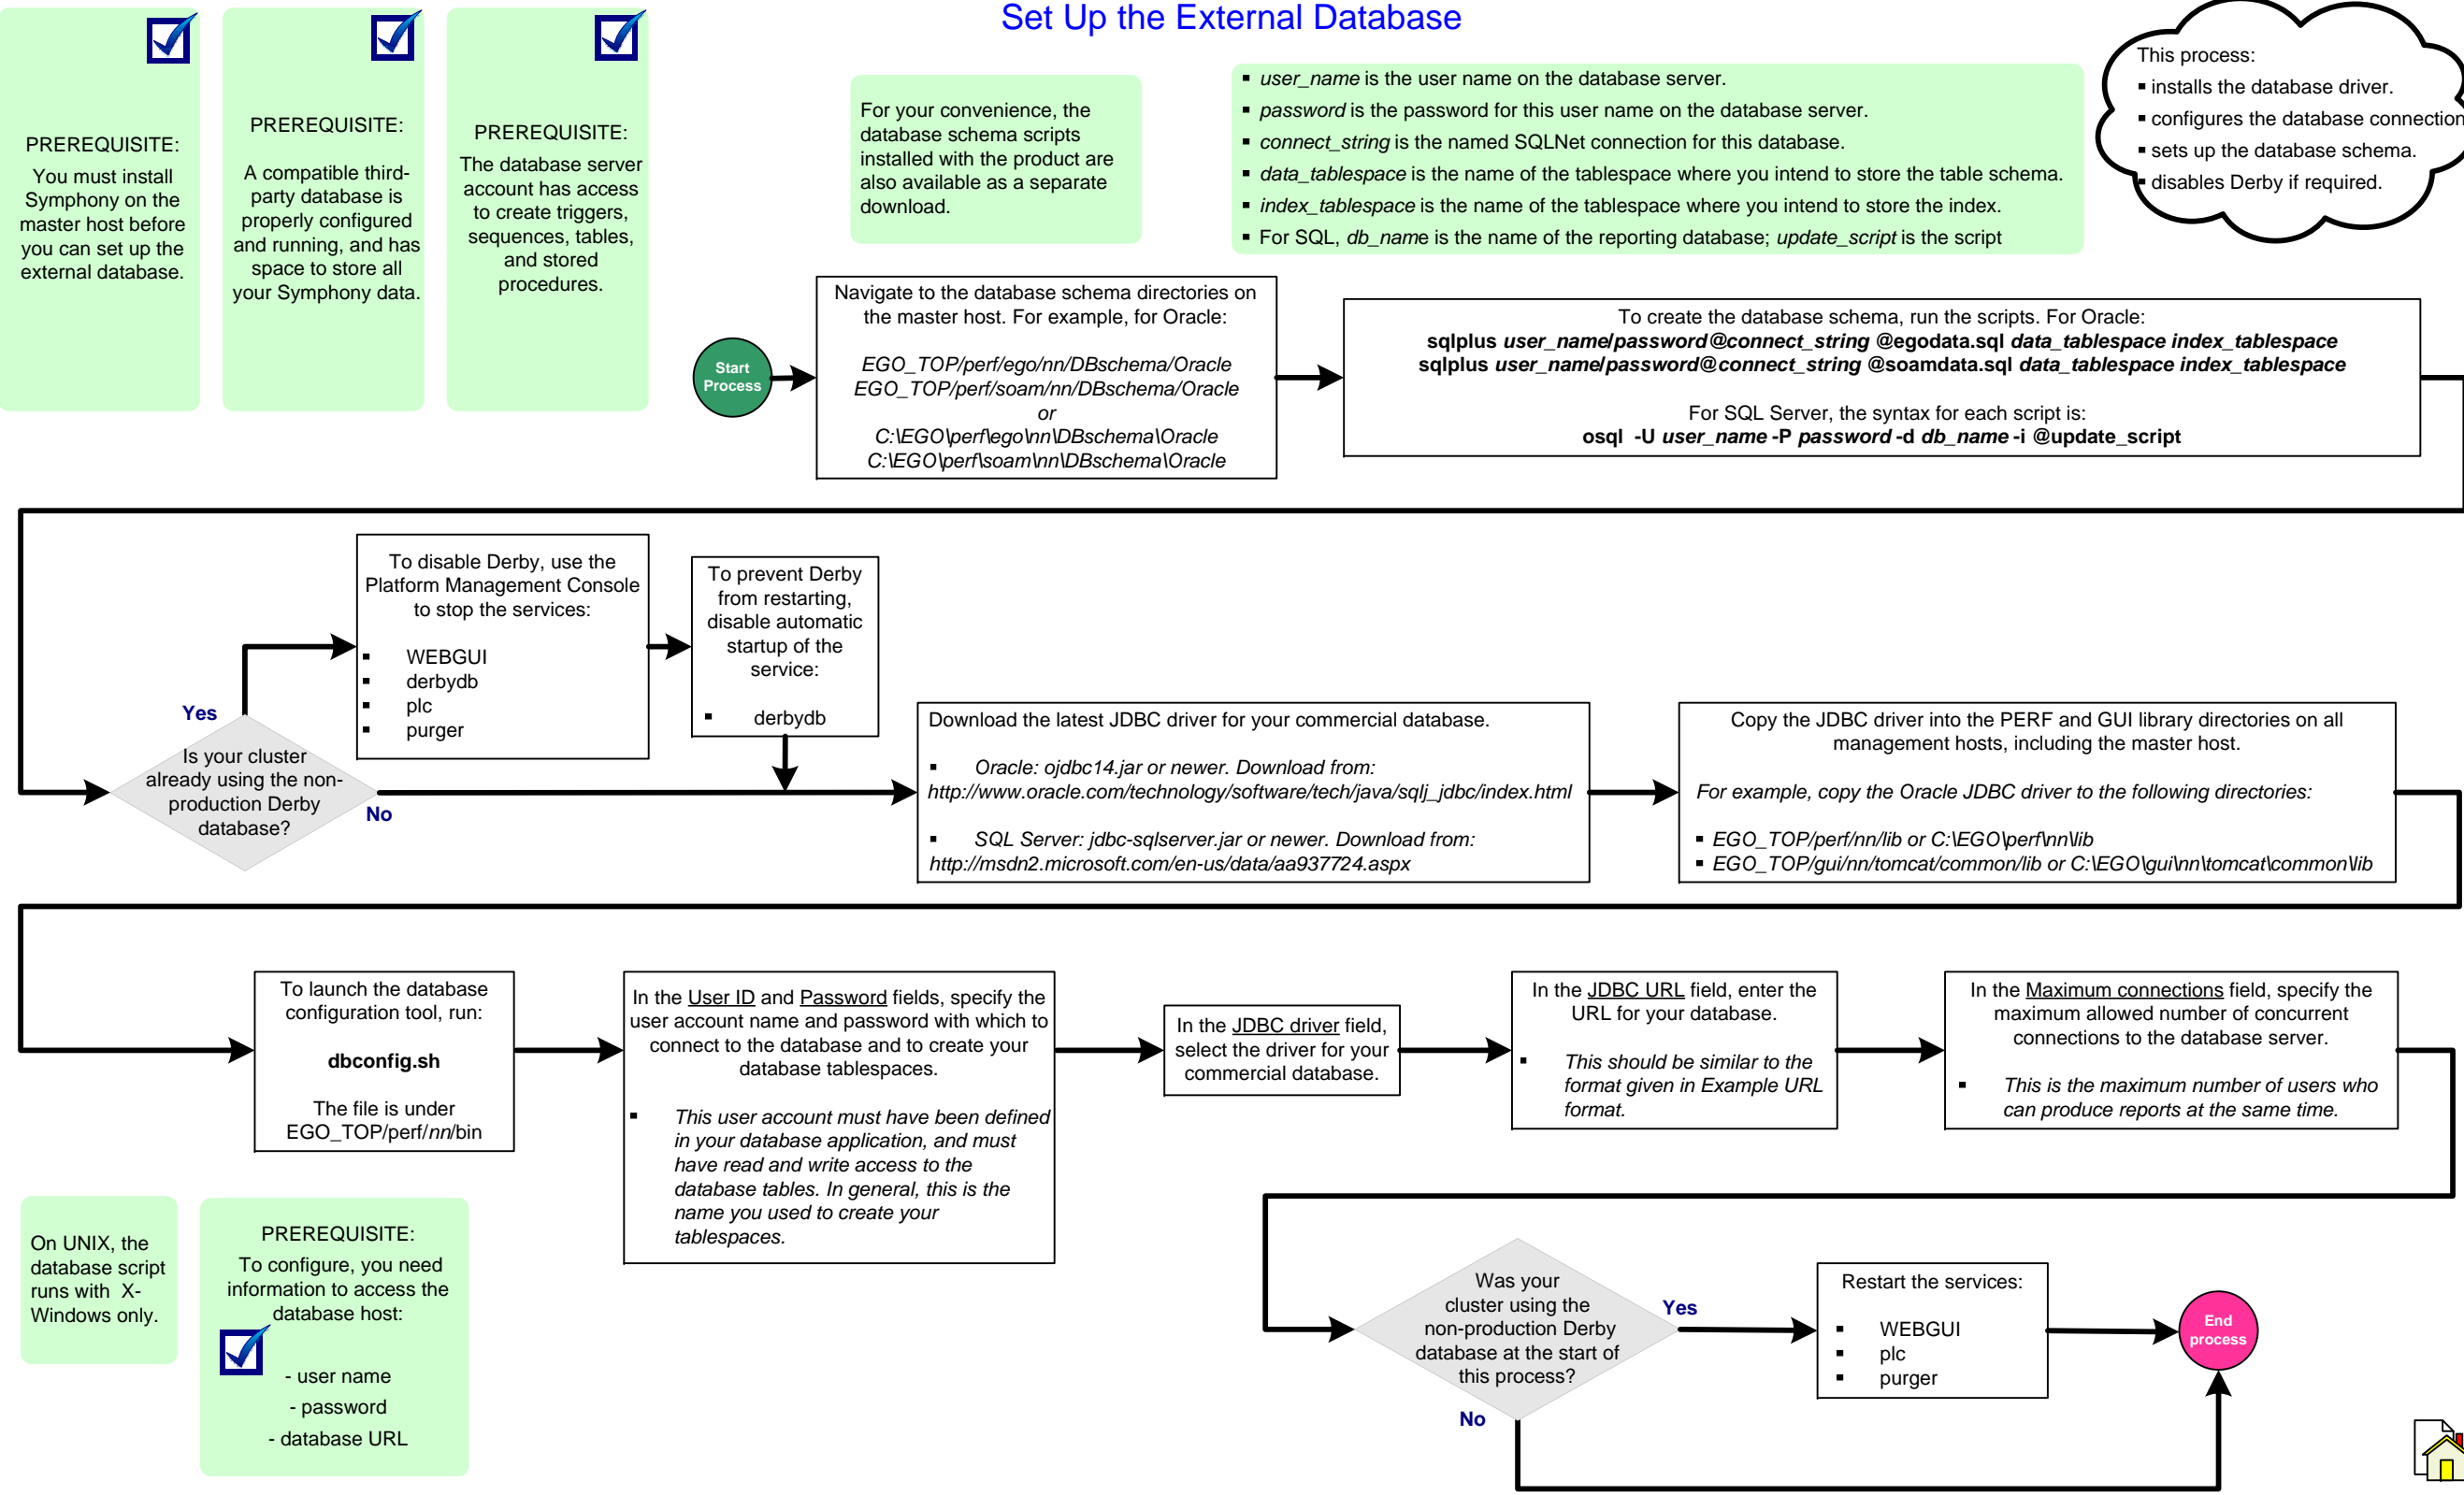 Set Up the External Database
PREREQUISITE:
You must install
Symphony on the
master host before
you can set up the
external database.
PREREQUISITE:
A compatible third-
party database is
properly configured
and running, and has
space to store all
your Symphony data.
PREREQUISITE:
The database server
account has access
to create triggers,
sequences, tables,
and stored
procedures.
For your convenience, the
database schema scripts
installed with the product are
also available as a separate
download.
▪ user_name is the user name on the database server.
▪ password is the password for this user name on the database server.
▪ connect_string is the named SQLNet connection for this database.
▪ data_tablespace is the name of the tablespace where you intend to store the table schema.
▪ index_tablespace is the name of the tablespace where you intend to store the index.
▪ For SQL, db_name is the name of the reporting database; update_script is the script
This process:
▪ installs the database driver.
▪ configures the database connection
▪ sets up the database schema.
▪ disables Derby if required.
Start
Process
Navigate to the database schema directories on
the master host. For example, for Oracle:
EGO_TOP/perf/ego/nn/DBschema/Oracle
EGO_TOP/perf/soam/nn/DBschema/Oracle
or
C:\EGO\perf\ego\nn\DBschema\Oracle
C:\EGO\perf\soam\nn\DBschema\Oracle
To create the database schema, run the scripts. For Oracle:
sqlplus user_name/password@connect_string @egodata.sql data_tablespace index_tablespace
sqlplus user_name/password@connect_string @soamdata.sql data_tablespace index_tablespace
For SQL Server, the syntax for each script is:
osql -U user_name -P password -d db_name -i @update_script
Is your cluster
already using the non-
production Derby
database?
Yes
No
To disable Derby, use the
Platform Management Console
to stop the services:
▪ WEBGUI
▪ derbydb
▪ plc
▪ purger
To prevent Derby
from restarting,
disable automatic
startup of the
service:
▪ derbydb
Download the latest JDBC driver for your commercial database.
▪ Oracle: ojdbc14.jar or newer. Download from:
http://www.oracle.com/technology/software/tech/java/sqlj_jdbc/index.html
▪ SQL Server: jdbc-sqlserver.jar or newer. Download from:
http://msdn2.microsoft.com/en-us/data/aa937724.aspx
Copy the JDBC driver into the PERF and GUI library directories on all
management hosts, including the master host.
For example, copy the Oracle JDBC driver to the following directories:
▪ EGO_TOP/perf/nn/lib or C:\EGO\perf\nn\lib
▪ EGO_TOP/gui/nn/tomcat/common/lib or C:\EGO\gui\nn\tomcat\common\lib
To launch the database
configuration tool, run:
dbconfig.sh
The file is under
EGO_TOP/perf/nn/bin
In the User ID and Password fields, specify the
user account name and password with which to
connect to the database and to create your
database tablespaces.
▪ This user account must have been defined
in your database application, and must
have read and write access to the
database tables. In general, this is the
name you used to create your
tablespaces.
In the JDBC driver field,
select the driver for your
commercial database.
In the JDBC URL field, enter the
URL for your database.
▪ This should be similar to the
format given in Example URL
format.
In the Maximum connections field, specify the
maximum allowed number of concurrent
connections to the database server.
▪ This is the maximum number of users who
can produce reports at the same time.
On UNIX, the
database script
runs with X-
Windows only.
PREREQUISITE:
To configure, you need
information to access the
database host:
- user name
- password
- database URL
Was your
cluster using the
non-production Derby
database at the start of
this process?
Yes
No
Restart the services:
▪ WEBGUI
▪ plc
▪ purger
End
process